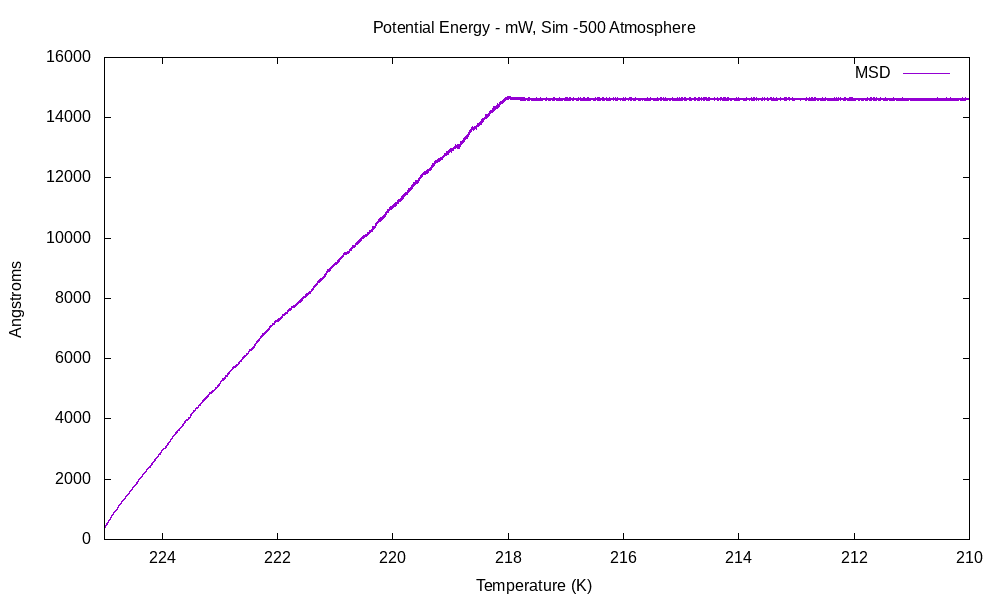 Potential Energy - mW, Sim -500 Atmosphere
MSD
16000
14000
12000
10000
8000
6000
4000
2000
0
Angstroms
224 222 220 218 216 214 212 210
Temperature (K)